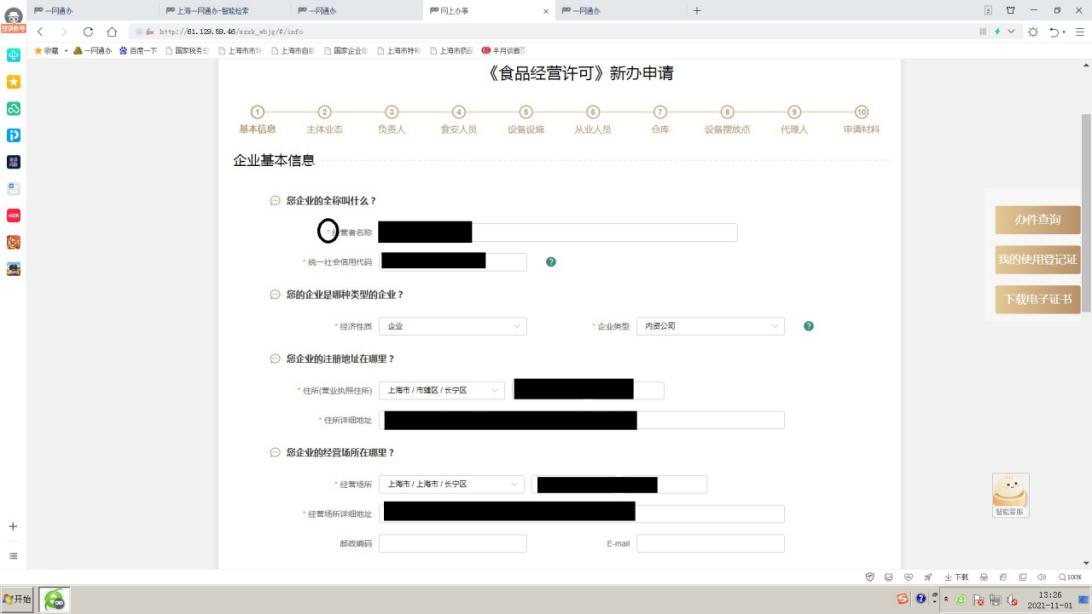 一网通办
上海一网通办-智能检索
一网通办
网上办事
一网通办
http://61.129.59.46/zzzk_wbjg/#/info
收藏
一网通办
百度一下
国家税务总
上海市市场
上海市自助
国家企业信
上海市特种
上海市药品
半月谈首页
《食品经营许可》新办申请
1 2 3 4 5 6 7 8 9 10
基本信息 主体业态 负责人 食安人员 设备设施 从业人员 仓库 设备摆放点 代理人 申请材料
企业基本信息
您企业的全称叫什么？
* 经营者名称
* 统一社会信用代码
您的企业是哪种类型的企业？
* 经济性质 企业 * 企业类型 内资公司
您企业的注册地址在哪里？
* 住所(营业执照住所) 上海市 / 市辖区 / 长宁区
* 住所详细地址
您企业的经营场所在哪里？
* 经营场所 上海市 / 上海市 / 长宁区
* 经营场所详细地址
邮政编码 E-mail
办件查询
我的使用登记证
下载电子证书
智能客服
下载 100%
开始
13:26
2021-11-01